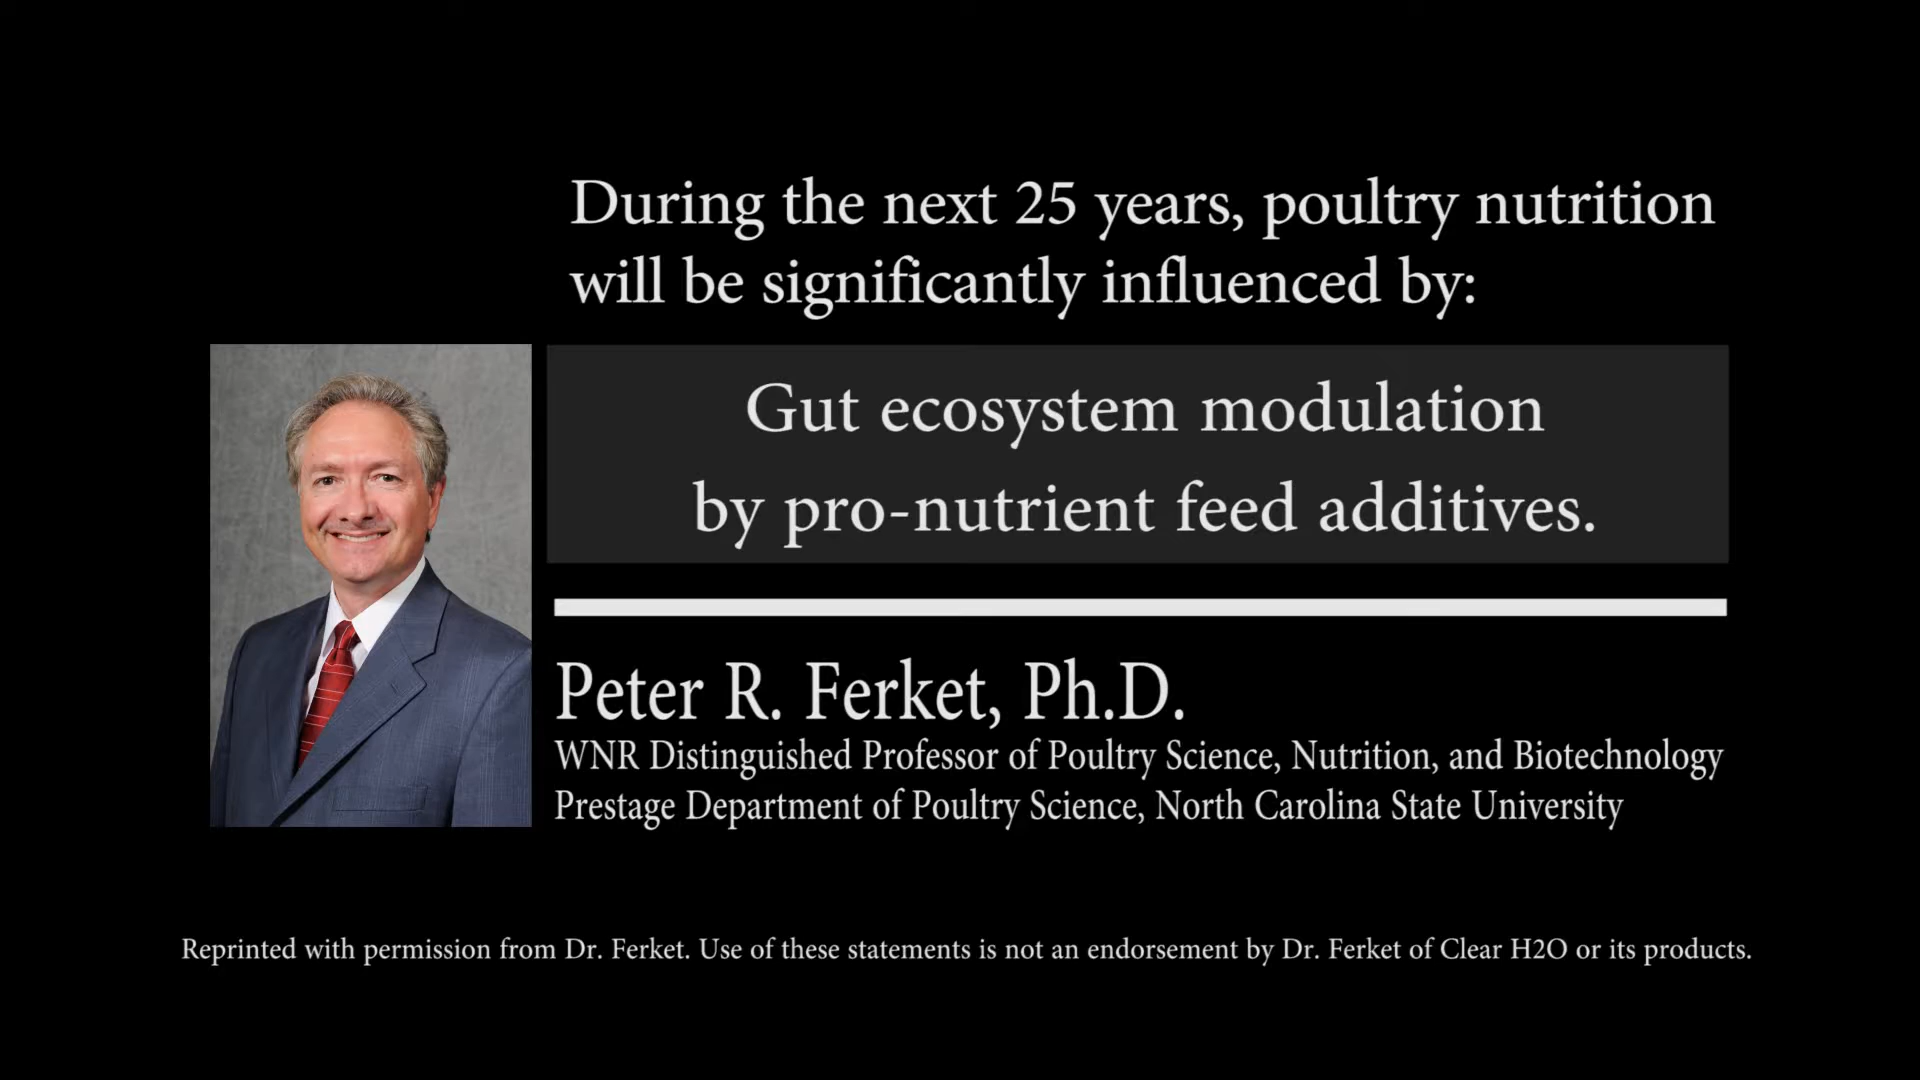 During the next 25 years, poultry nutrition
will be significantly influenced by:
Gut ecosystem modulation
by pro-nutrient feed additives.
Peter R. Ferket, Ph.D.
WNR Distinguished Professor of Poultry Science, Nutrition, and Biotechnology
Prestage Department of Poultry Science, North Carolina State University
Reprinted with permission from Dr. Ferket. Use of these statements is not an endorsement by Dr. Ferket of Clear H2O or its products.